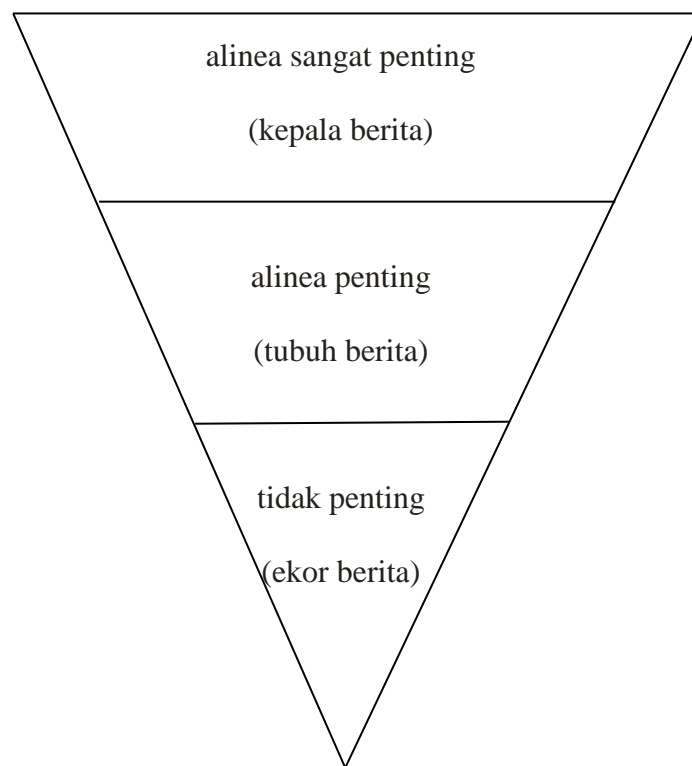 alinea sangat penting
(kepala berita)
alinea penting
(tubuh berita)
tidak penting
(ekor berita)